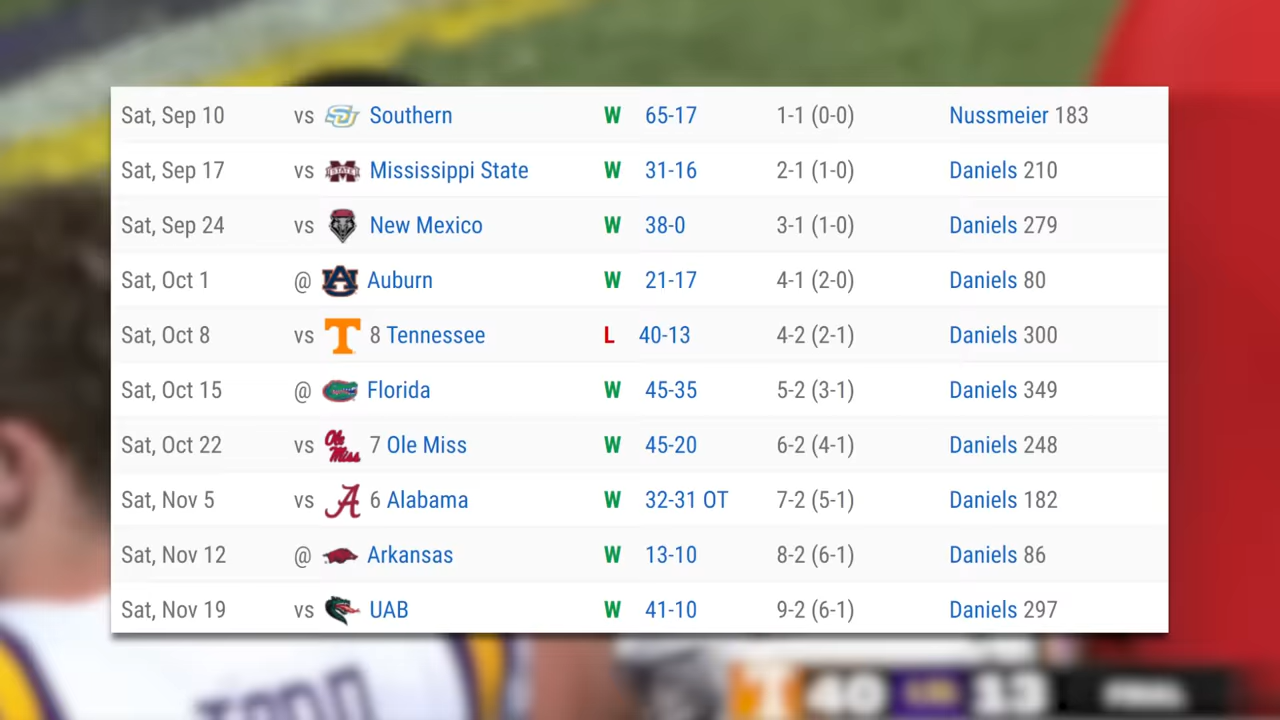 Sat, Sep 10 vs Southern W 65-17 1-1 (0-0) Nussmeier 183
Sat, Sep 17 vs STATE Mississippi State W 31-16 2-1 (1-0) Daniels 210
Sat, Sep 24 vs New Mexico W 38-0 3-1 (1-0) Daniels 279
Sat, Oct 1 @ Auburn W 21-17 4-1 (2-0) Daniels 80
Sat, Oct 8 vs T 8 Tennessee L 40-13 4-2 (2-1) Daniels 300
Sat, Oct 15 @ Florida W 45-35 5-2 (3-1) Daniels 349
Sat, Oct 22 vs Ole Miss 7 Ole Miss W 45-20 6-2 (4-1) Daniels 248
Sat, Nov 5 vs A 6 Alabama W 32-31 OT 7-2 (5-1) Daniels 182
Sat, Nov 12 @ Arkansas W 13-10 8-2 (6-1) Daniels 86
Sat, Nov 19 vs UAB W 41-10 9-2 (6-1) Daniels 297
T 40 LSU 13 FINAL